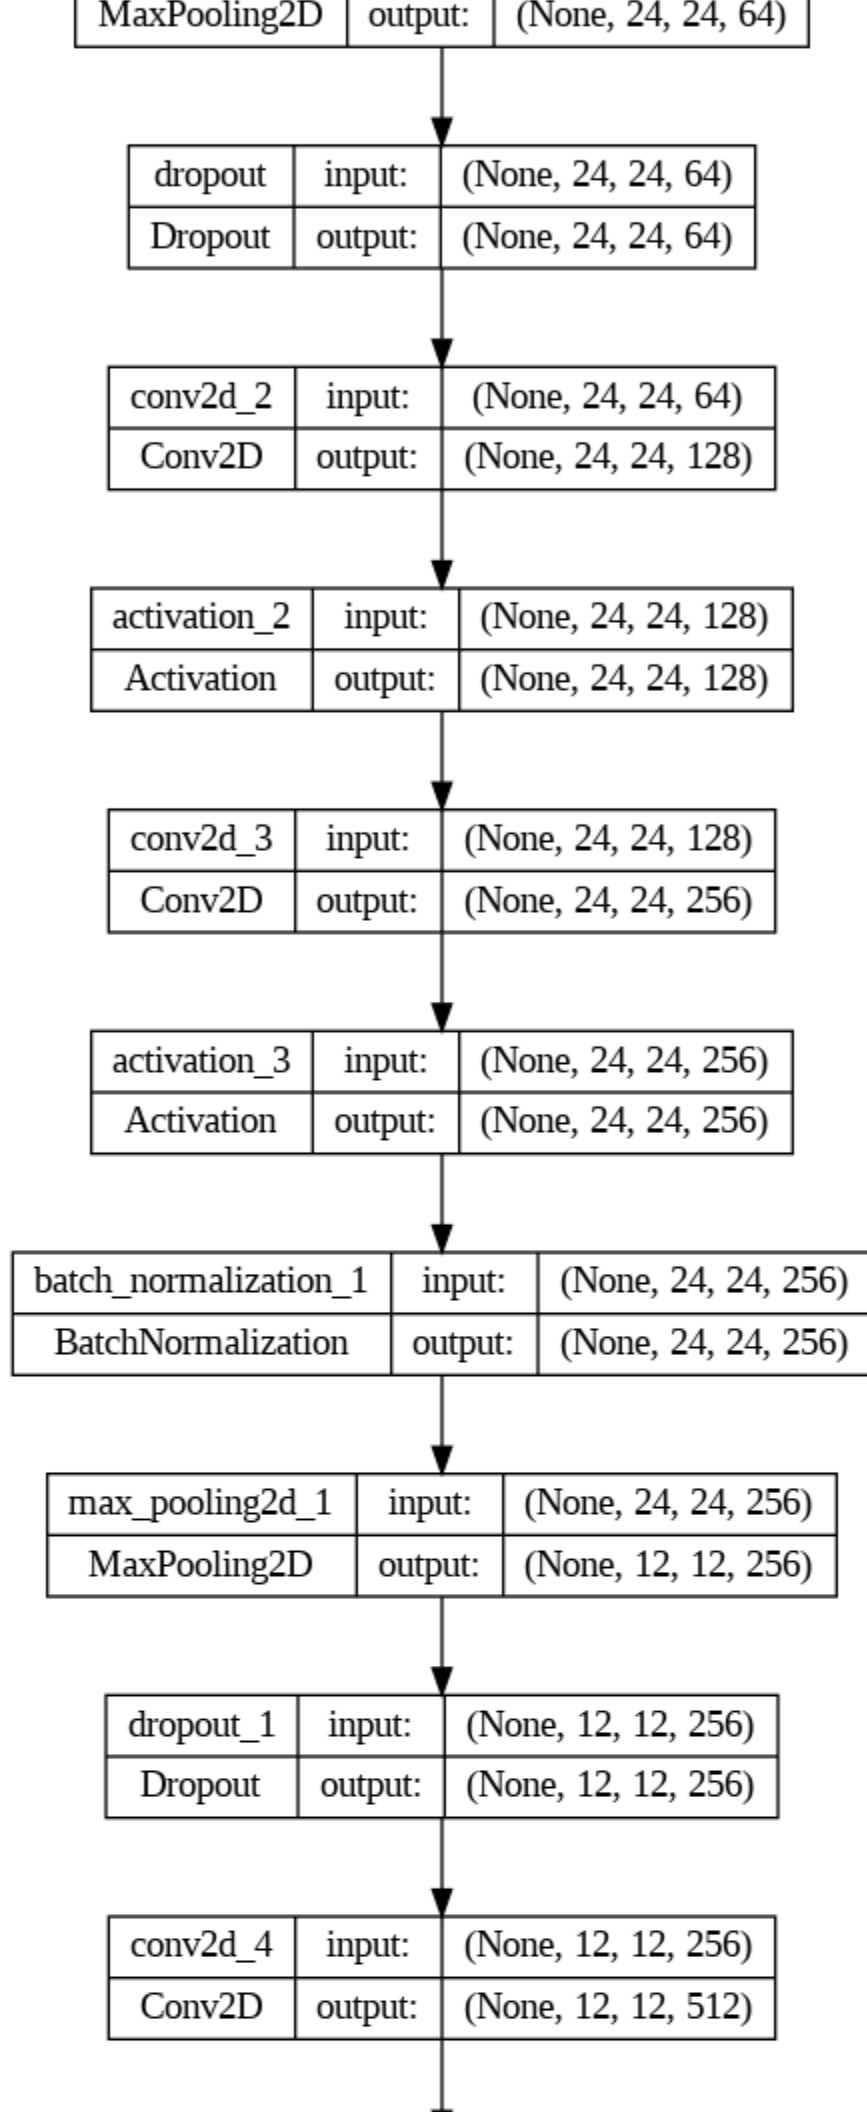 MaxPooling2D output: (None, 24, 24, 64)
dropout input: (None, 24, 24, 64)
Dropout output: (None, 24, 24, 64)
conv2d_2 input: (None, 24, 24, 64)
Conv2D output: (None, 24, 24, 128)
activation_2 input: (None, 24, 24, 128)
Activation output: (None, 24, 24, 128)
conv2d_3 input: (None, 24, 24, 128)
Conv2D output: (None, 24, 24, 256)
activation_3 input: (None, 24, 24, 256)
Activation output: (None, 24, 24, 256)
batch_normalization_1 input: (None, 24, 24, 256)
BatchNormalization output: (None, 24, 24, 256)
max_pooling2d_1 input: (None, 24, 24, 256)
MaxPooling2D output: (None, 12, 12, 256)
dropout_1 input: (None, 12, 12, 256)
Dropout output: (None, 12, 12, 256)
conv2d_4 input: (None, 12, 12, 256)
Conv2D output: (None, 12, 12, 512)